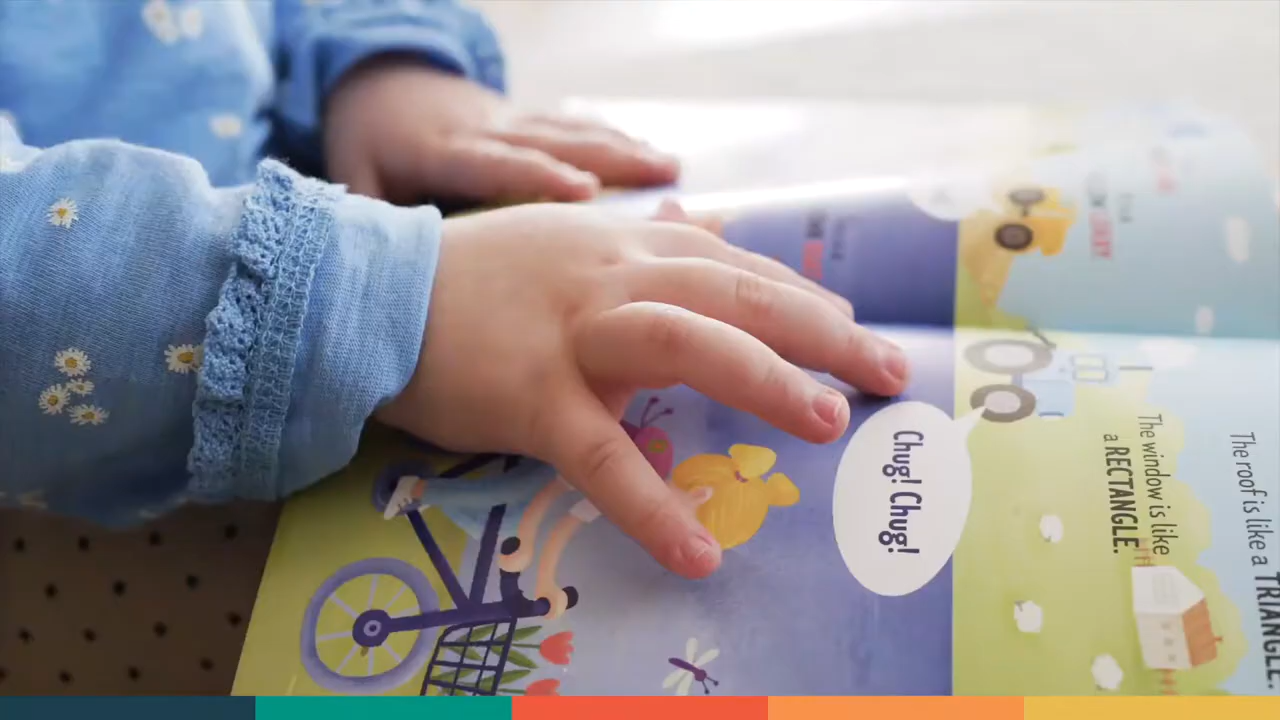 The roof is like a TRIANGLE.
The window is like
a RECTANGLE.
Chug! Chug!